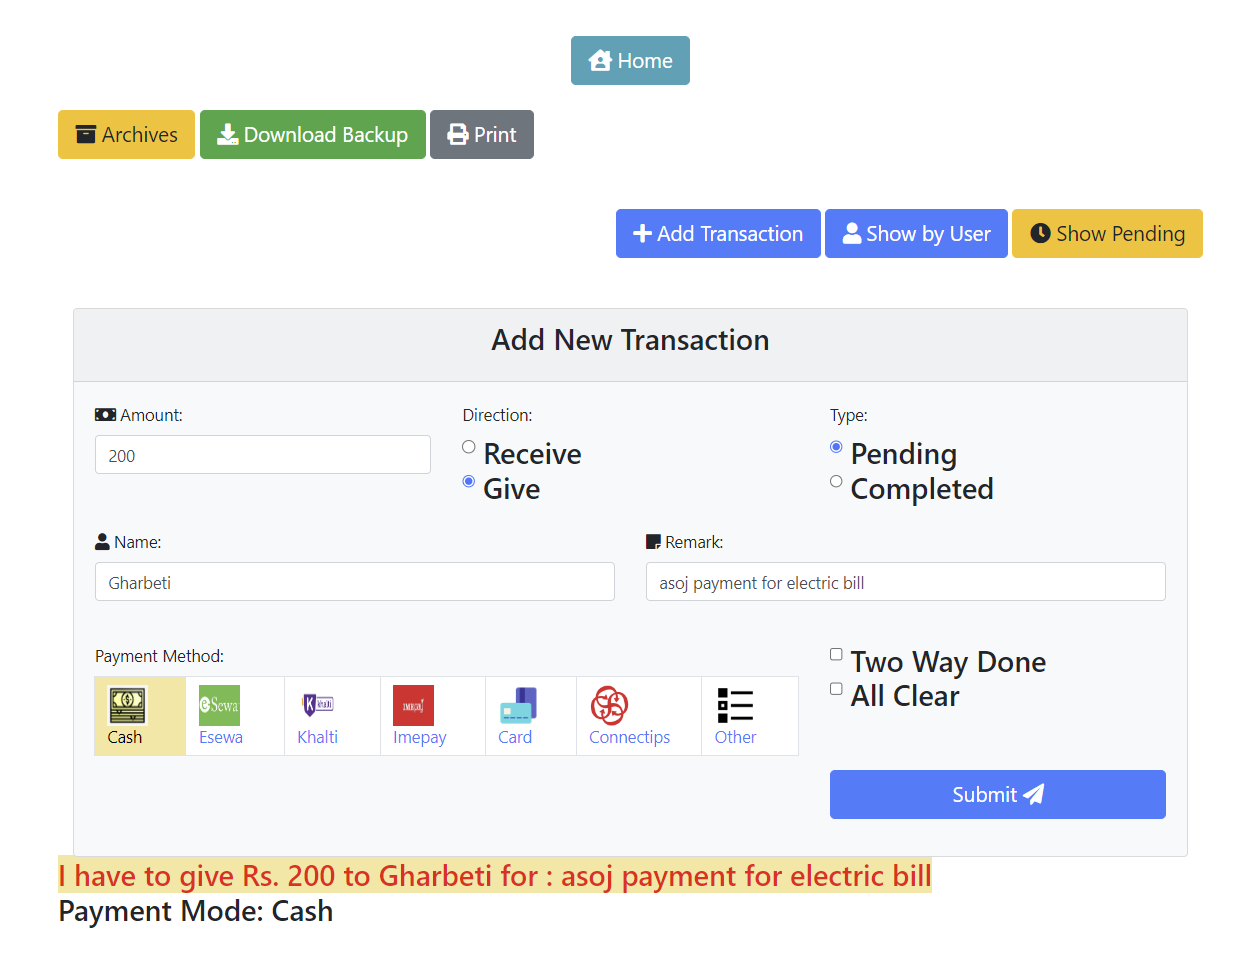 Home
Archives Download Backup Print
Add Transaction Show by User Show Pending
Add New Transaction
Amount: Direction: Type:
200 Receive Pending
Give Completed
Name: Remark:
Gharbeti asoj payment for electric bill
Payment Method: Two Way Done
All Clear
eSewa Khalti IMEpay
Cash Esewa Khalti Imepay Card Connectips Other
Submit
I have to give Rs. 200 to Gharbeti for : asoj payment for electric bill
Payment Mode: Cash